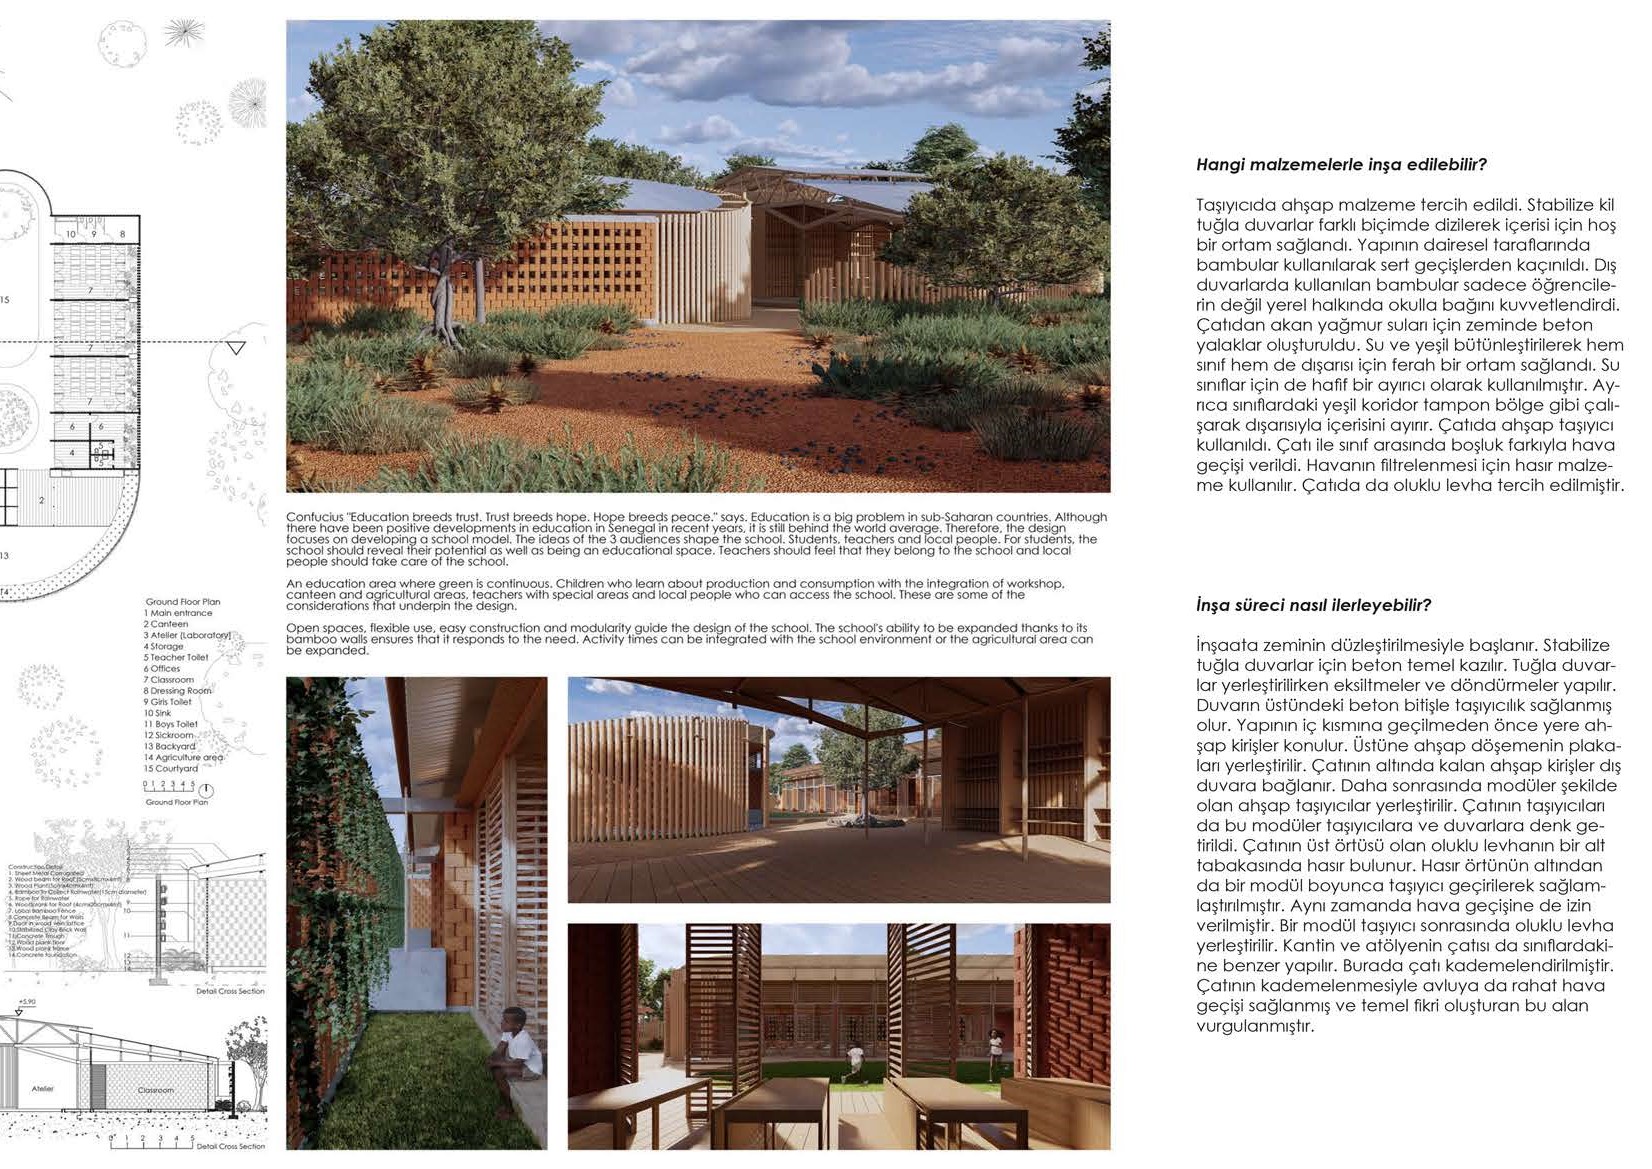 10 9 8
7
15
7
7
6 6
4 5
5
2
13
14
Ground Floor Plan
1 Main entrance
2 Canteen
3 Atelier (Laboratory)
4 Storage
5 Teacher Toilet
6 Offices
7 Classroom
8 Dressing Room
9 Girls Toilet
10 Sink
11 Boys Toilet
12 Sickroom
13 Backyard
14 Agriculture area
15 Courtyard
0 1 2 3 4 5
Ground Floor Plan
Construction Detail
1. Sheet Metal Corrugated
2. Wood beam for Roof
3. Wood Plank
4. Bamboo to Collect Rainwater(15cm diameter)
5. Rope for Rainwater
6. Woodplank for Roof
7. Local Bamboo Fence
8.Concrete Beam for Walls
10.Stabilized Clay Brick Wall
11.Concrete Trough
12.Wood plank floor
13.Wood plank frame
14.Concrete foundation
9
10
11
Detail Cross Section
+5.90
Atelier
Classroom
0 1 2 3 4 5
Detail Cross Section
Confucius "Education breeds trust. Trust breeds hope. Hope breeds peace." says. Education is a big problem in sub-Saharan countries. Although
there have been positive developments in education in Senegal in recent years, it is still behind the world average. Therefore, the design
focuses on developing a school model. The ideas of the 3 audiences shape the school. Students, teachers and local people. For students, the
school should reveal their potential as well as being an educational space. Teachers should feel that they belong to the school and local
people should take care of the school.
An education area where green is continuous. Children who learn about production and consumption with the integration of workshop,
canteen and agricultural areas, teachers with special areas and local people who can access the school. These are some of the
considerations that underpin the design.
Open spaces, flexible use, easy construction and modularity guide the design of the school. The school's ability to be expanded thanks to its
bamboo walls ensures that it responds to the need. Activity times can be integrated with the school environment or the agricultural area can
be expanded.
Hangi malzemelerle inşa edilebilir?
Taşıyıcıda ahşap malzeme tercih edildi. Stabilize kil
tuğla duvarlar farklı biçimde dizilerek içerisi için hoş
bir ortam sağlandı. Yapının dairesel taraflarında
bambular kullanılarak sert geçişlerden kaçınıldı. Dış
duvarlarda kullanılan bambular sadece öğrencile-
rin değil yerel halkında okulla bağını kuvvetlendirdi.
Çatıdan akan yağmur suları için zeminde beton
yalaklar oluşturuldu. Su ve yeşil bütünleştirilerek hem
sınıf hem de dışarısı için ferah bir ortam sağlandı. Su
sınıflar için de hafif bir ayırıcı olarak kullanılmıştır. Ay-
rıca sınıflardaki yeşil koridor tampon bölge gibi çalı-
şarak dışarısıyla içerisini ayırır. Çatıda ahşap taşıyıcı
kullanıldı. Çatı ile sınıf arasında boşluk farkıyla hava
geçişi verildi. Havanın filtrelenmesi için hasır malze-
me kullanılır. Çatıda da oluklu levha tercih edilmiştir.
İnşa süreci nasıl ilerleyebilir?
İnşaata zeminin düzleştirilmesiyle başlanır. Stabilize
tuğla duvarlar için beton temel kazılır. Tuğla duvar-
lar yerleştirilirken eksiltmeler ve döndürmeler yapılır.
Duvarın üstündeki beton bitişle taşıyıcılık sağlanmış
olur. Yapının iç kısmına geçilmeden önce yere ah-
şap kirişler konulur. Üstüne ahşap döşemenin plaka-
ları yerleştirilir. Çatının altında kalan ahşap kirişler dış
duvara bağlanır. Daha sonrasında modüler şekilde
olan ahşap taşıyıcılar yerleştirilir. Çatının taşıyıcıları
da bu modüler taşıyıcılara ve duvarlara denk ge-
tirildi. Çatının üst örtüsü olan oluklu levhanın bir alt
tabakasında hasır bulunur. Hasır örtünün altından
da bir modül boyunca taşıyıcı geçirilerek sağlam-
laştırılmıştır. Aynı zamanda hava geçişine de izin
verilmiştir. Bir modül taşıyıcı sonrasında oluklu levha
yerleştirilir. Kantin ve atölyenin çatısı da sınıflardaki-
ne benzer yapılır. Burada çatı kademelendirilmiştir.
Çatının kademelenmesiyle avluya da rahat hava
geçişi sağlanmış ve temel fikri oluşturan bu alan
vurgulanmıştır.